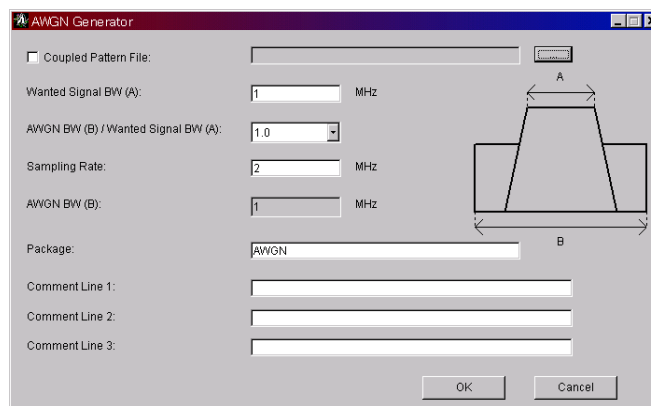 AWGN Generator
Coupled Pattern File:
...
A
Wanted Signal BW (A): 1 MHz
AWGN BW (B) / Wanted Signal BW (A): 1.0
Sampling Rate: 2 MHz
AWGN BW (B): 1 MHz
B
Package: AWGN
Comment Line 1:
Comment Line 2:
Comment Line 3:
OK Cancel